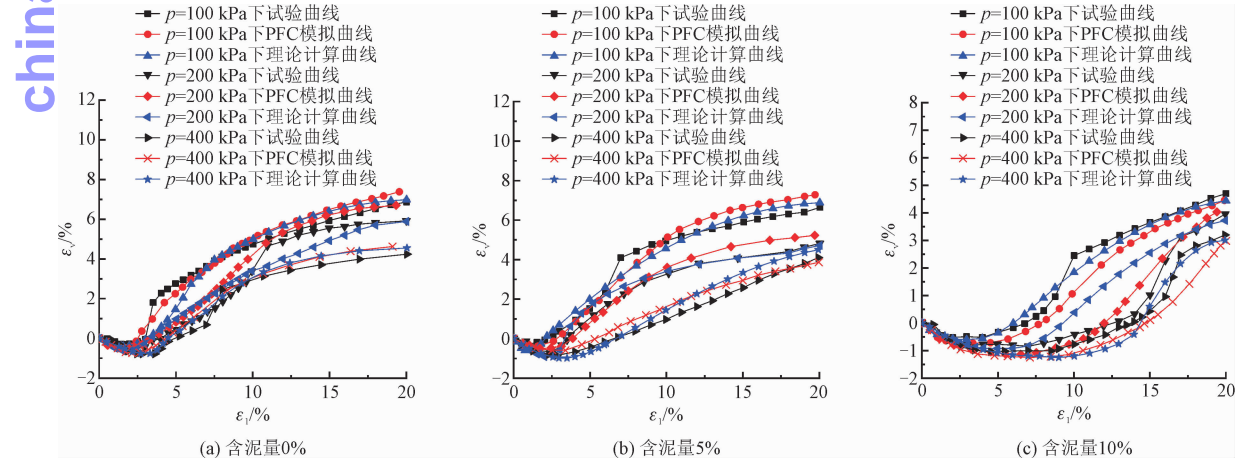 china
p=100 kPa下试验曲线
p=100 kPa下PFC模拟曲线
p=100 kPa下理论计算曲线
p=200 kPa下试验曲线
p=200 kPa下PFC模拟曲线
p=200 kPa下理论计算曲线
p=400 kPa下试验曲线
p=400 kPa下PFC模拟曲线
p=400 kPa下理论计算曲线
12
10
8
6
4
2
0
−2
εv/%
0 5 10 15 20
ε1/%
(a) 含泥量0%
p=100 kPa下试验曲线
p=100 kPa下PFC模拟曲线
p=100 kPa下理论计算曲线
p=200 kPa下试验曲线
p=200 kPa下PFC模拟曲线
p=200 kPa下理论计算曲线
p=400 kPa下试验曲线
p=400 kPa下PFC模拟曲线
p=400 kPa下理论计算曲线
12
10
8
6
4
2
0
−2
εv/%
0 5 10 15 20
ε1/%
(b) 含泥量5%
p=100 kPa下试验曲线
p=100 kPa下PFC模拟曲线
p=100 kPa下理论计算曲线
p=200 kPa下试验曲线
p=200 kPa下PFC模拟曲线
p=200 kPa下理论计算曲线
p=400 kPa下试验曲线
p=400 kPa下PFC模拟曲线
p=400 kPa下理论计算曲线
8
7
6
5
4
3
2
1
0
−1
−2
εv/%
0 5 10 15 20
ε1/%
(c) 含泥量10%